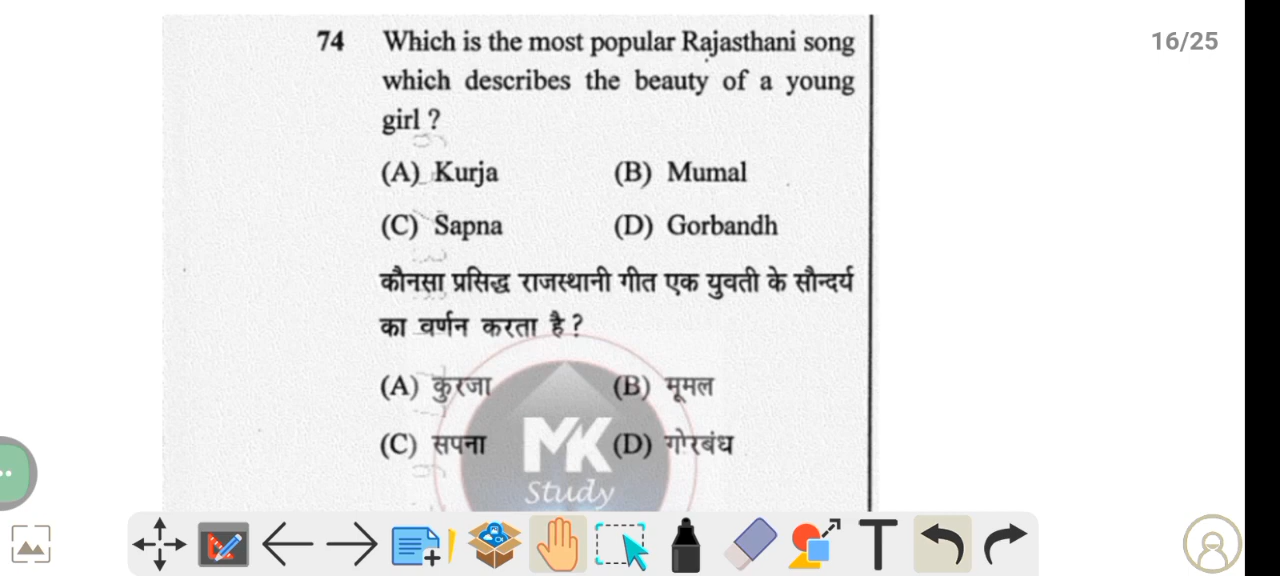 16/25
74 Which is the most popular Rajasthani song
which describes the beauty of a young
girl ?
(A) Kurja (B) Mumal
(C) Sapna (D) Gorbandh
कौनसा प्रसिद्ध राजस्थानी गीत एक युवती के सौन्दर्य
का वर्णन करता है ?
(A) कुरजा (B) मूमल
(C) सपना (D) गोरबंध
MK
Study